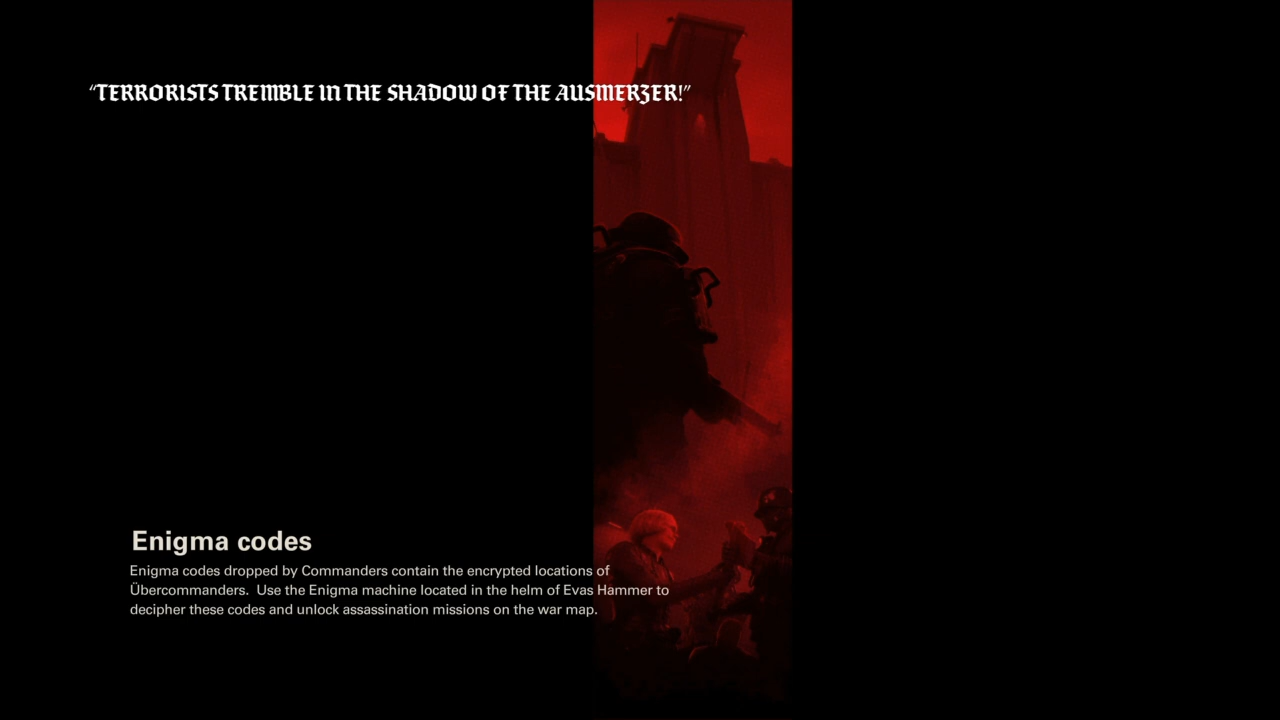 “TERRORISTS TREMBLE IN THE SHADOW OF THE AUSMERZER!”
Enigma codes
Enigma codes dropped by Commanders contain the encrypted locations of
Übercommanders.  Use the Enigma machine located in the helm of Evas Hammer to
decipher these codes and unlock assassination missions on the war map.